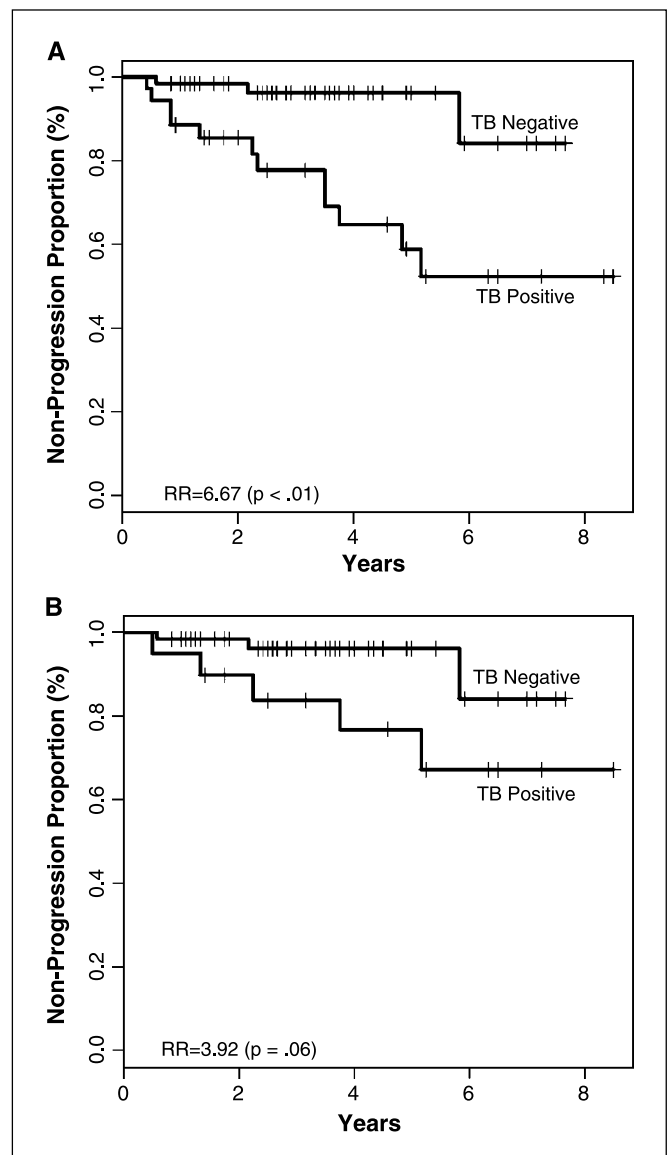 A
Non-Progression Proportion (%)
1.0
0.8
0.6
0.4
0.2
0.0
TB Negative
TB Positive
RR=6.67 (p < .01)
0 2 4 6 8
Years
B
Non-Progression Proportion (%)
1.0
0.8
0.6
0.4
0.2
0.0
TB Negative
TB Positive
RR=3.92 (p = .06)
0 2 4 6 8
Years